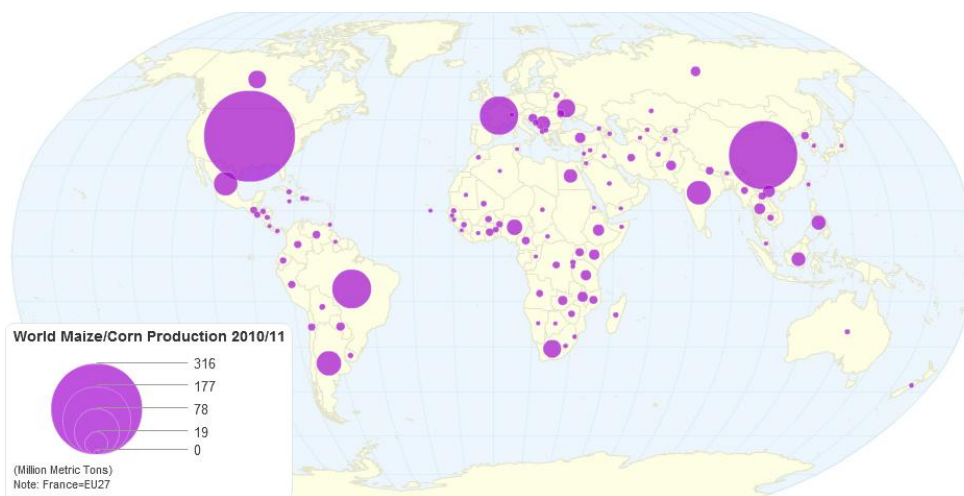 World Maize/Corn Production 2010/11
316
177
78
19
0
(Million Metric Tons)
Note: France=EU27